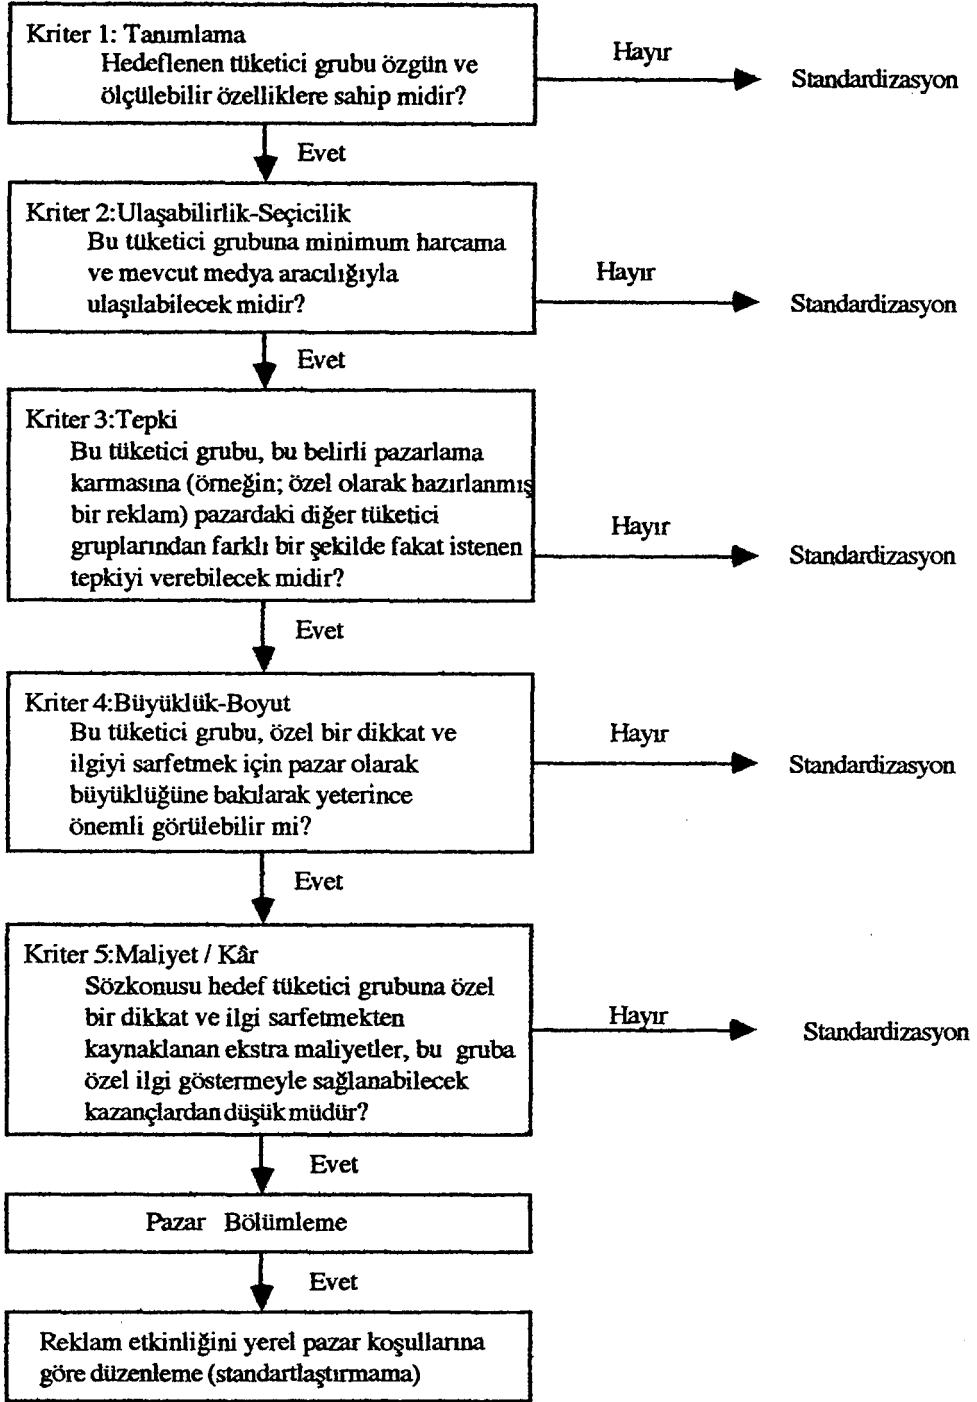 Kriter 1: Tanımlama
Hedeflenen tüketici grubu özgün ve
ölçülebilir özelliklere sahip midir?
Hayır
Standardizasyon
Evet
Kriter 2:Ulaşabilirlik-Seçicilik
Bu tüketici grubuna minimum harcama
ve mevcut medya aracılığıyla
ulaşılabilecek midir?
Hayır
Standardizasyon
Evet
Kriter 3:Tepki
Bu tüketici grubu, bu belirli pazarlama
karmasına (örneğin; özel olarak hazırlanmış
bir reklam) pazardaki diğer tüketici
gruplarından farklı bir şekilde fakat istenen
tepkiyi verebilecek midir?
Hayır
Standardizasyon
Evet
Kriter 4:Büyüklük-Boyut
Bu tüketici grubu, özel bir dikkat ve
ilgiyi sarfetmek için pazar olarak
büyüklüğüne bakılarak yeterince
önemli görülebilir mi?
Hayır
Standardizasyon
Evet
Kriter 5:Maliyet / Kâr
Sözkonusu hedef tüketici grubuna özel
bir dikkat ve ilgi sarfetmekten
kaynaklanan ekstra maliyetler, bu gruba
özel ilgi göstermeyle sağlanabilecek
kazançlardan düşük müdür?
Hayır
Standardizasyon
Evet
Pazar Bölümleme
Evet
Reklam etkinliğini yerel pazar koşullarına
göre düzenleme (standartlaştırmama)